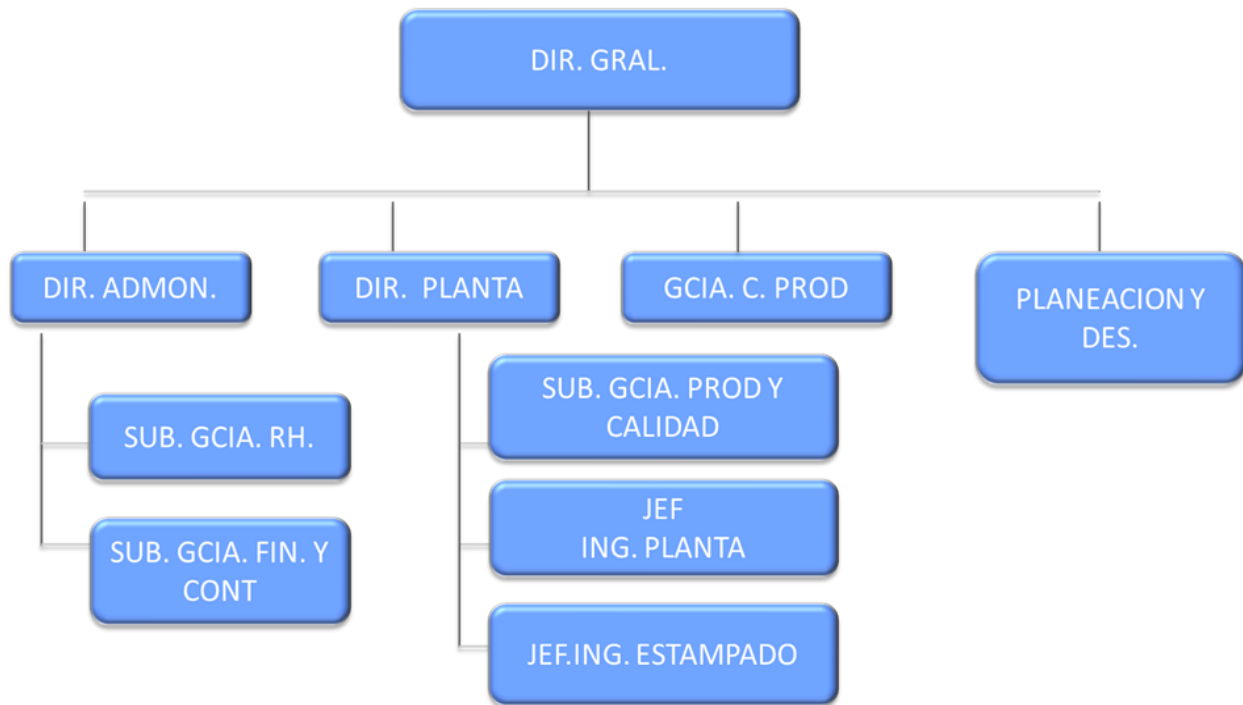 DIR. GRAL.
DIR. ADMON.
DIR. PLANTA
GCIA. C. PROD
PLANEACION Y
DES.
SUB. GCIA. RH.
SUB. GCIA. FIN. Y
CONT
SUB. GCIA. PROD Y
CALIDAD
JEF
ING. PLANTA
JEF.ING. ESTAMPADO